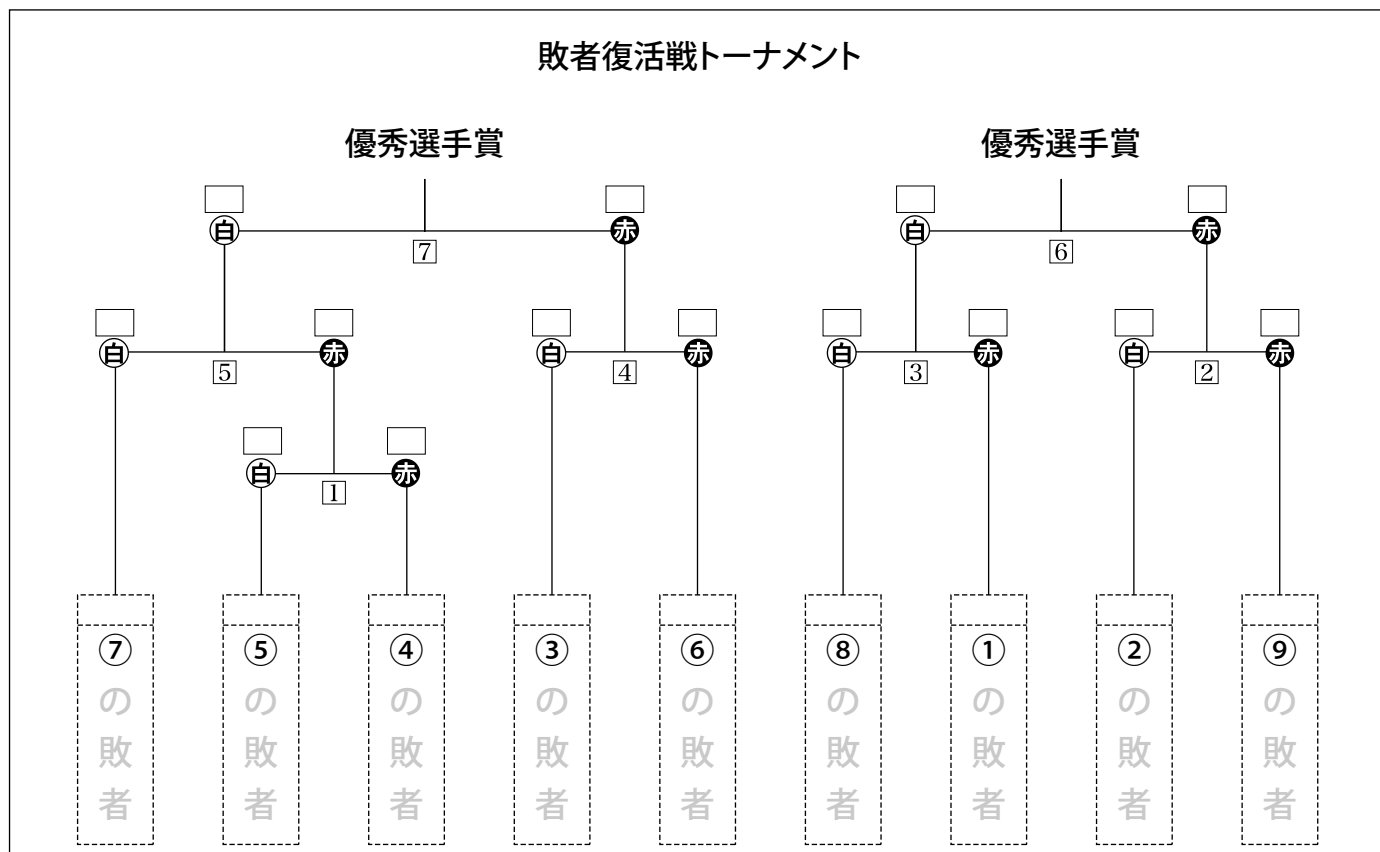 敗者復活戦トーナメント
優秀選手賞
優秀選手賞
白
赤
白
赤
7
6
白
赤
白
赤
白
赤
白
赤
5
4
3
2
白
赤
1
⑦の敗者
⑤の敗者
④の敗者
③の敗者
⑥の敗者
⑧の敗者
①の敗者
②の敗者
⑨の敗者